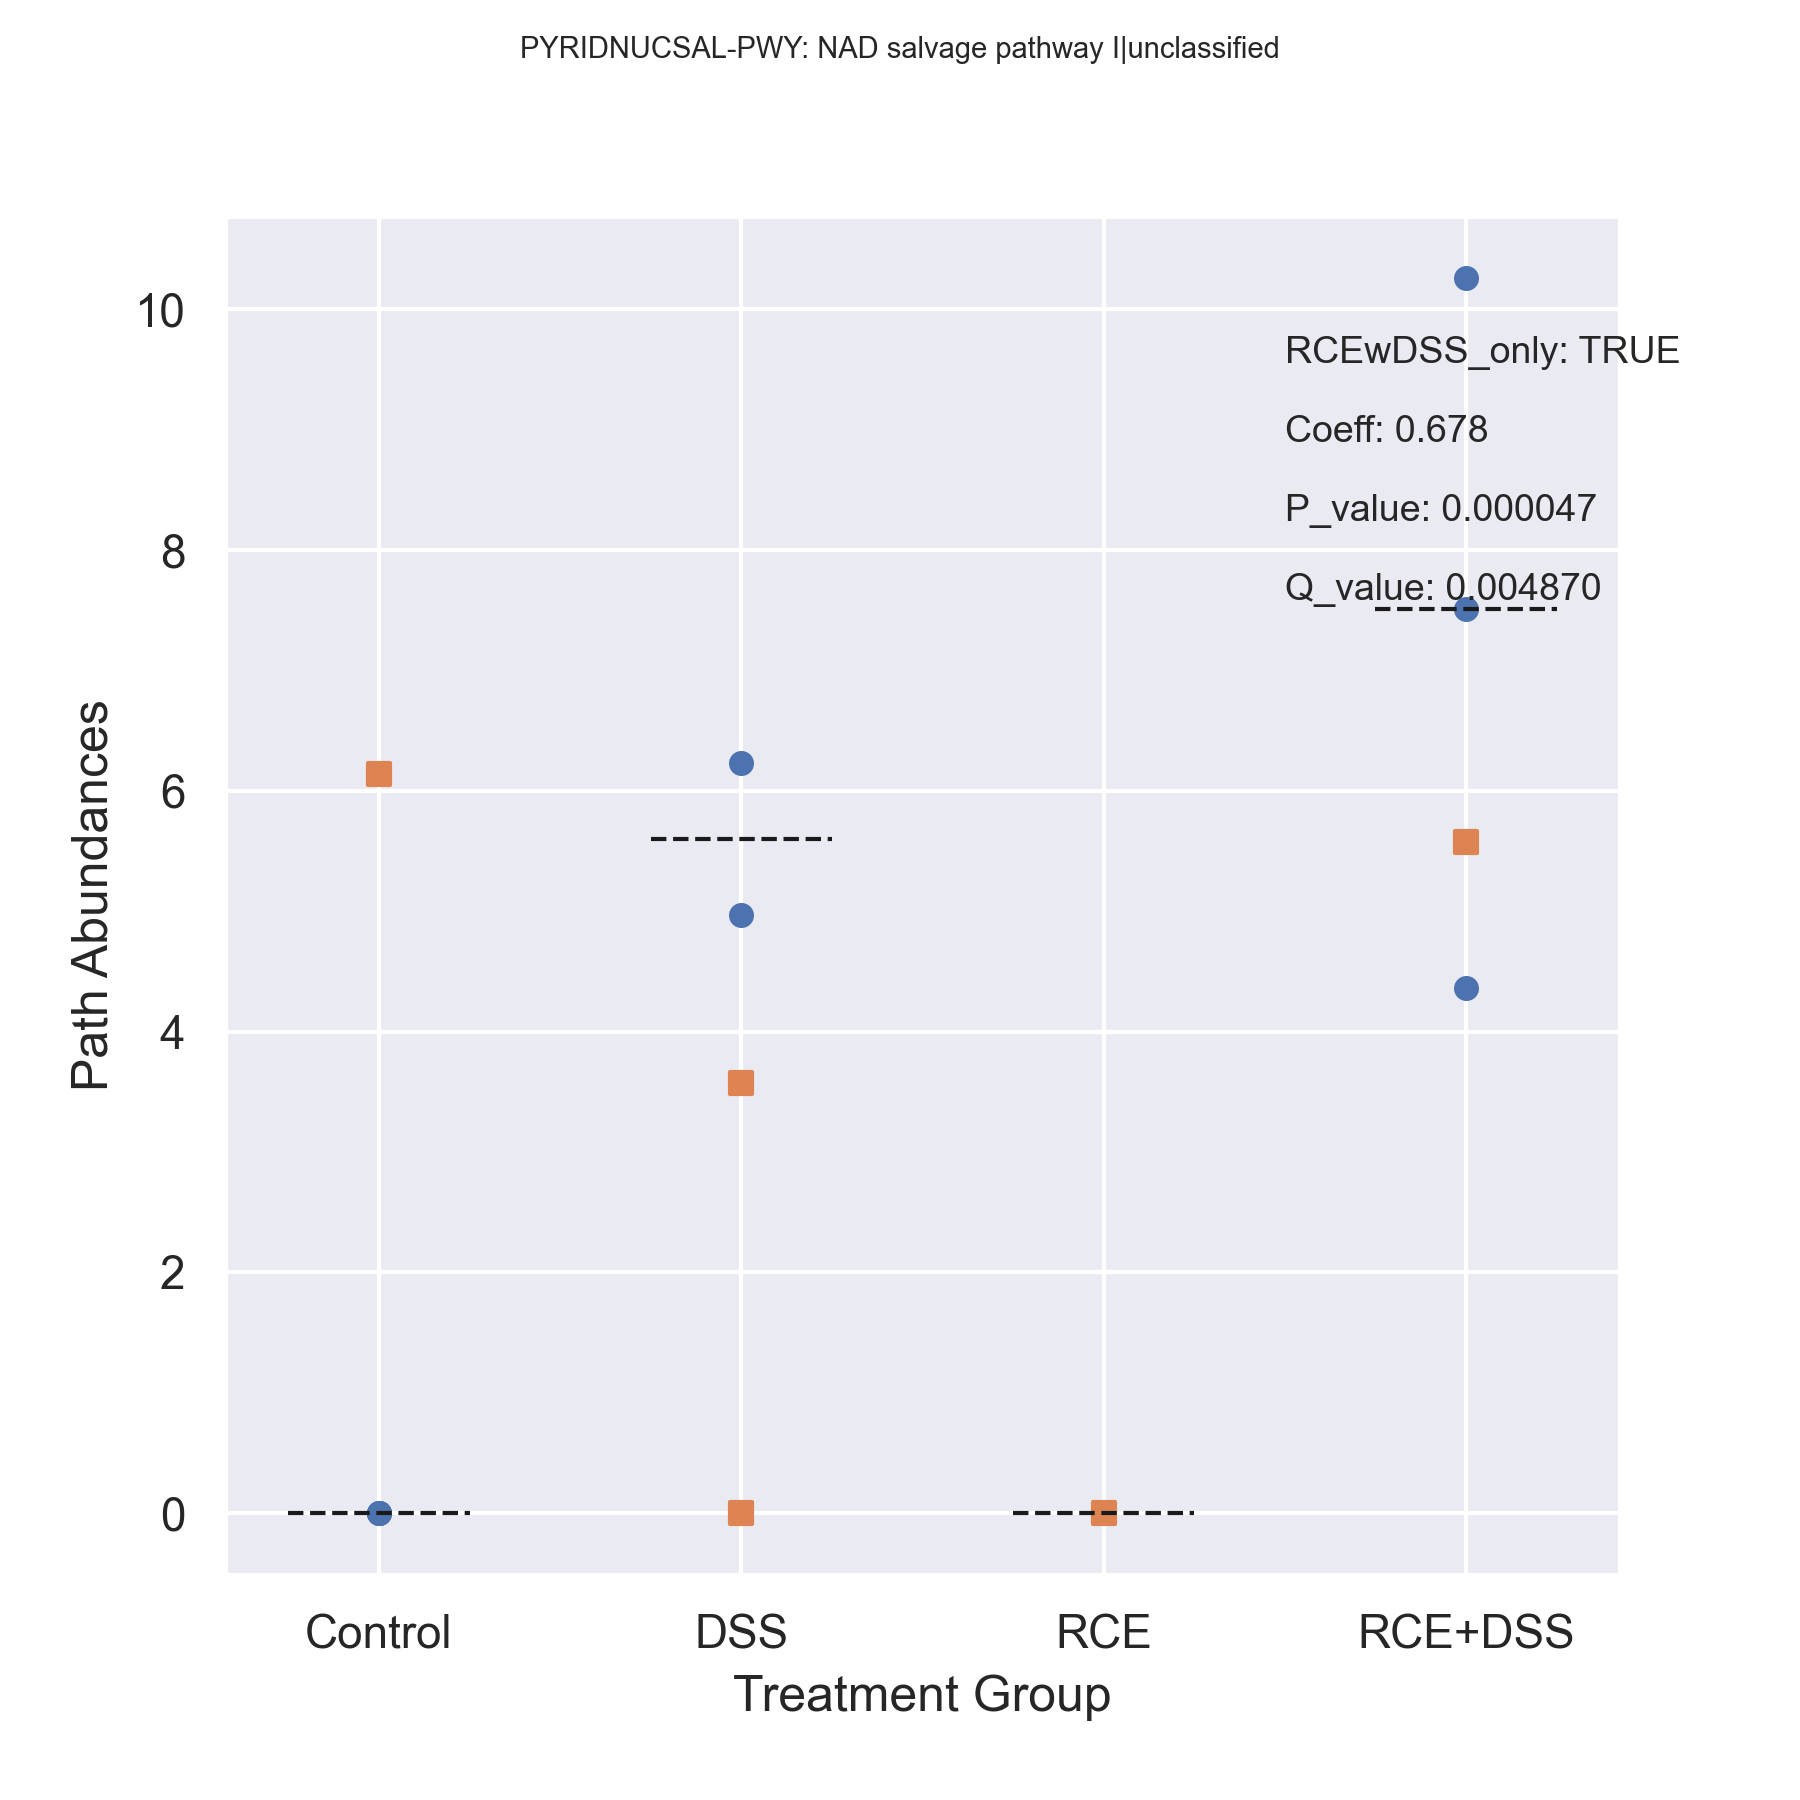 PYRIDNUCSAL-PWY: NAD salvage pathway I|unclassified
10
RCEwDSS_only: TRUE
Coeff: 0.678
P_value: 0.000047
8
Q_value: 0.004870
6
4
2
0
Path Abundances
Control DSS RCE RCE+DSS
Treatment Group